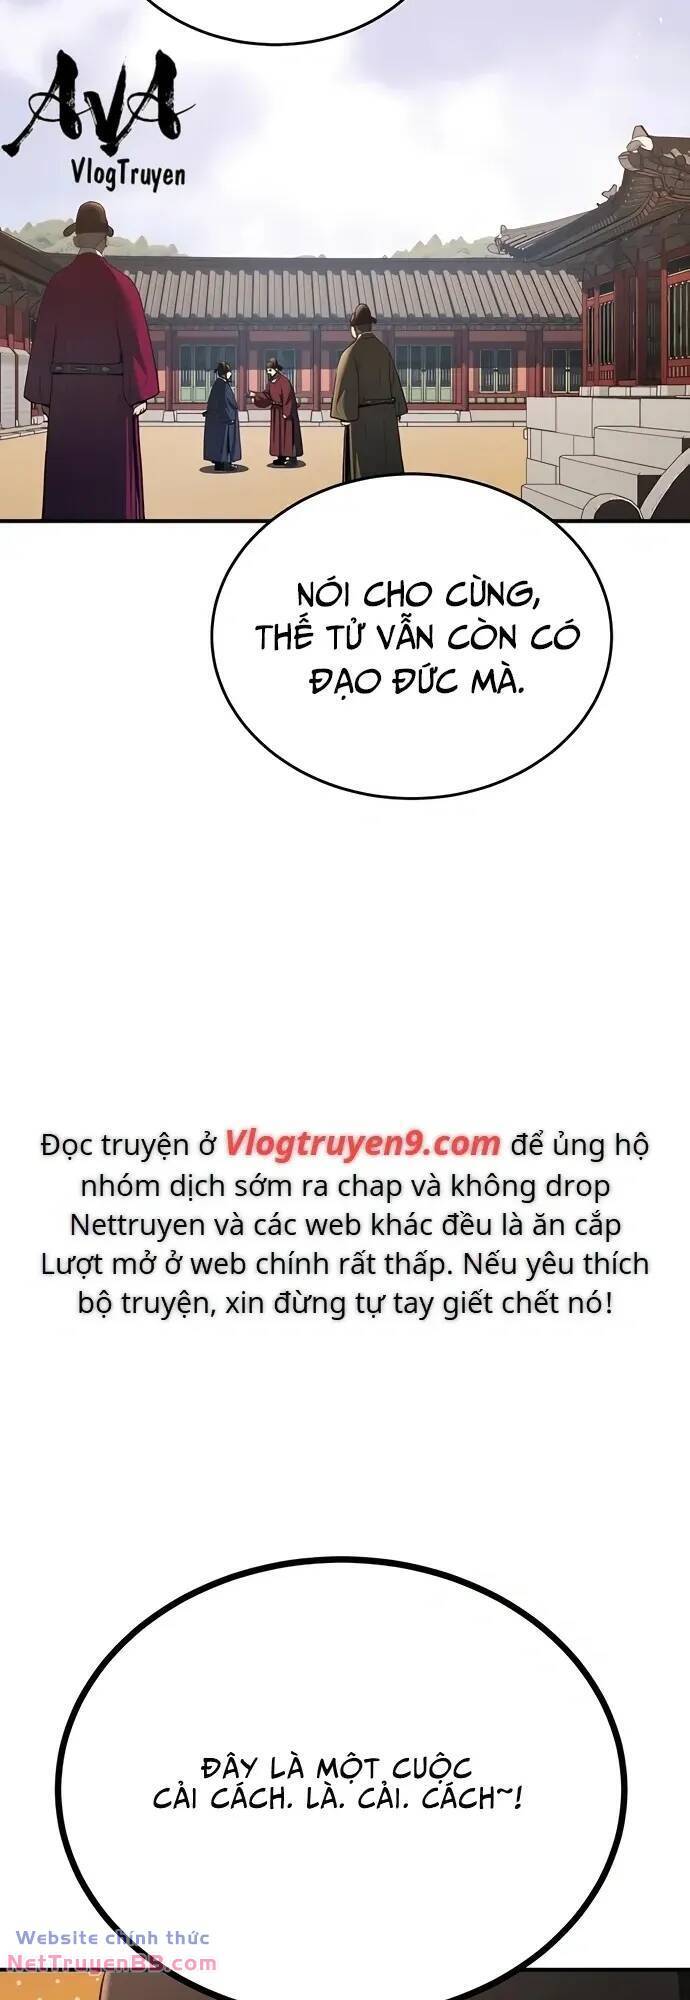 AVA
VlogTruyen
NÓI CHO CÙNG,
THẾ TỬ VẪN CÒN CÓ
ĐẠO ĐỨC MÀ.
Đọc truyện ở Vlogtruyen9.com để ủng hộ
nhóm dịch sớm ra chap và không drop
Nettruyen và các web khác đều là ăn cắp
Lượt mở ở web chính rất thấp. Nếu yêu thích
bộ truyện, xin đừng tự tay giết chết nó!
ĐÂY LÀ MỘT CUỘC
CẢI CÁCH. LÀ. CẢI. CÁCH~!
Website chính thức
NetTruyenBB.com